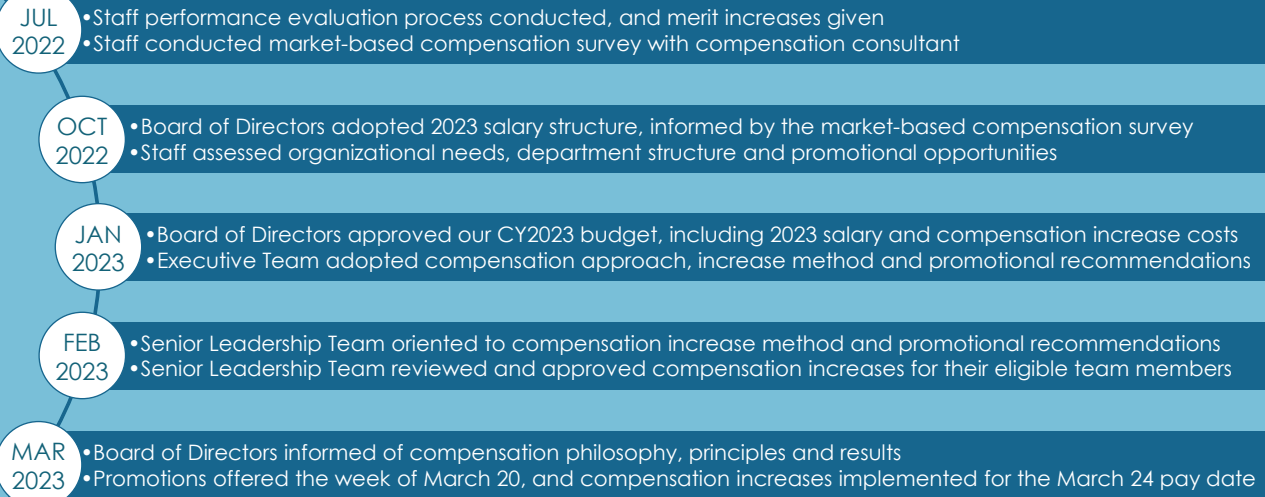 JUL
2022
•Staff performance evaluation process conducted, and merit increases given
•Staff conducted market-based compensation survey with compensation consultant
OCT
2022
•Board of Directors adopted 2023 salary structure, informed by the market-based compensation survey
•Staff assessed organizational needs, department structure and promotional opportunities
JAN
2023
•Board of Directors approved our CY2023 budget, including 2023 salary and compensation increase costs
•Executive Team adopted compensation approach, increase method and promotional recommendations
FEB
2023
•Senior Leadership Team oriented to compensation increase method and promotional recommendations
•Senior Leadership Team reviewed and approved compensation increases for their eligible team members
MAR
2023
•Board of Directors informed of compensation philosophy, principles and results
•Promotions offered the week of March 20, and compensation increases implemented for the March 24 pay date